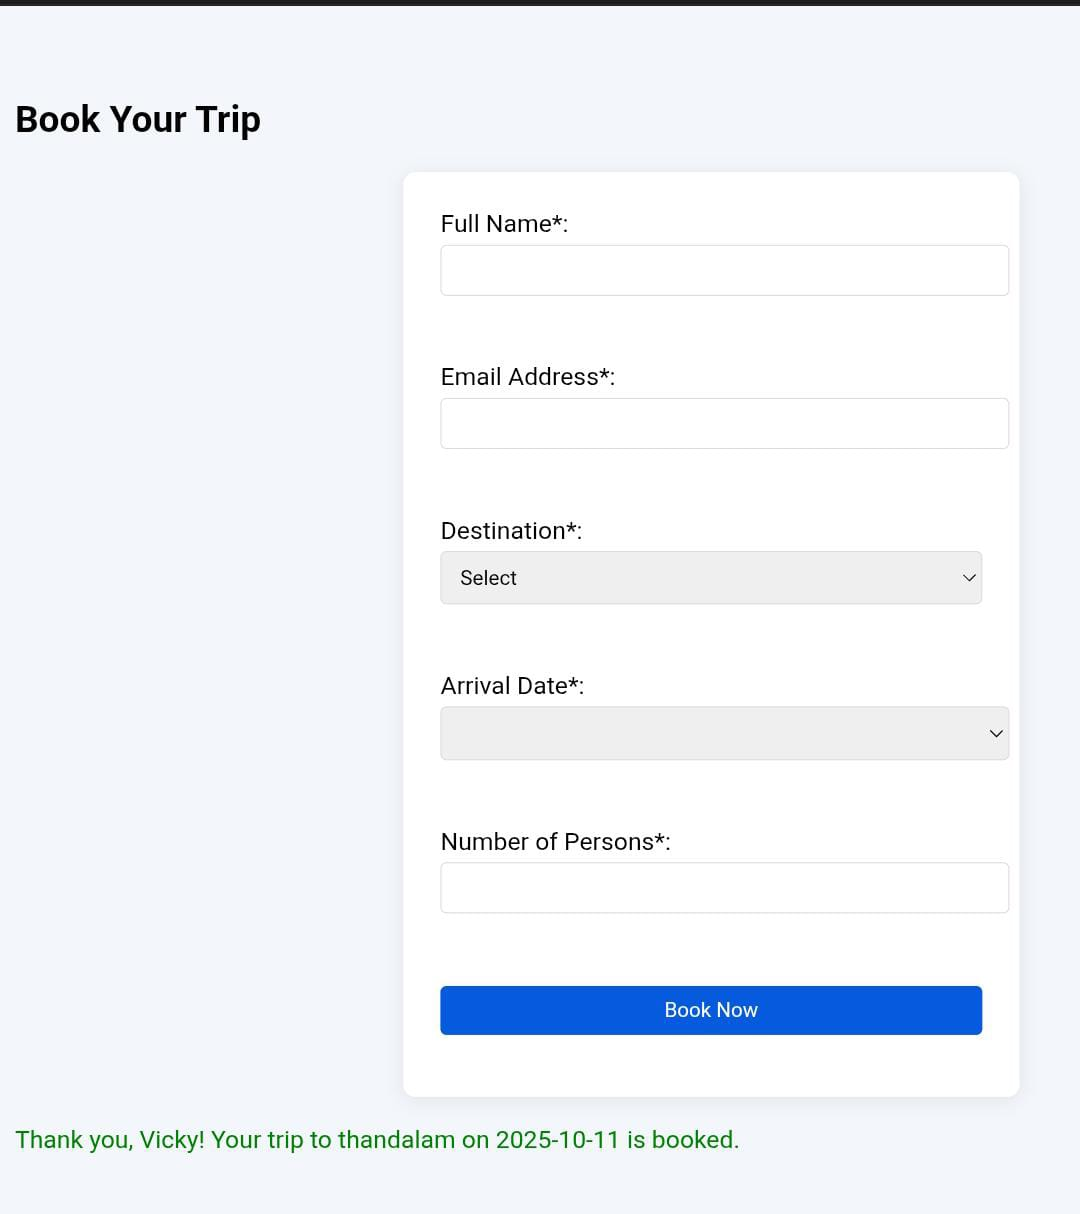 Book Your Trip
Full Name*:
Email Address*:
Destination*:
Select
Arrival Date*:
Number of Persons*:
Book Now
Thank you, Vicky! Your trip to thandalam on 2025-10-11 is booked.